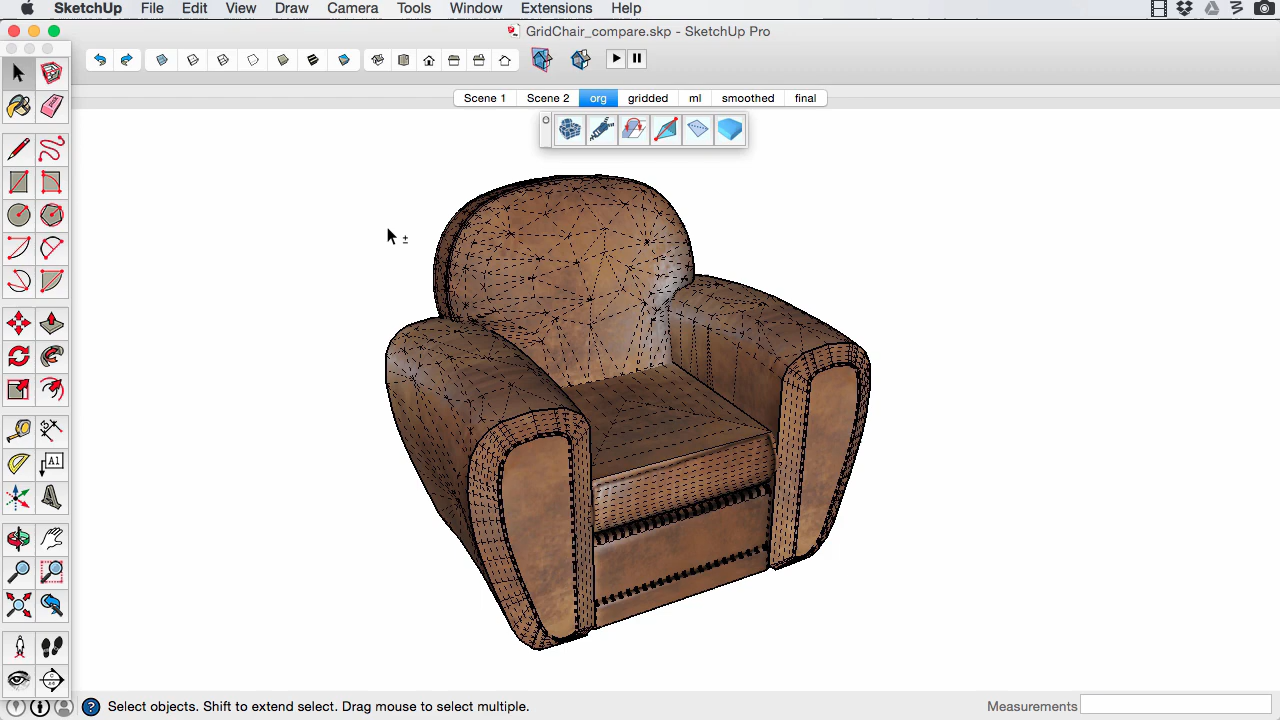 SketchUp File Edit View Draw Camera Tools Window Extensions Help
GridChair_compare.skp - SketchUp Pro
Scene 1 Scene 2 org gridded ml smoothed final
A1
Select objects. Shift to extend select. Drag mouse to select multiple.
Measurements